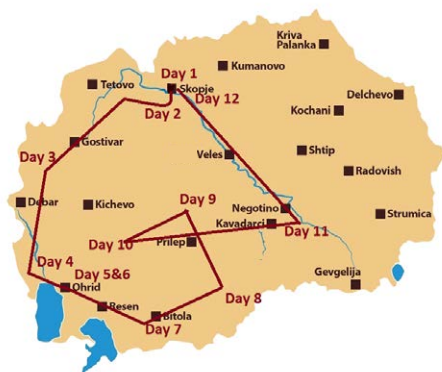 Kriva
Palanka
Day 1
Kumanovo
Tetovo
Skopje
Day 12
Delchevo
Day 2
Kochani
Gostivar
Day 3
Veles
Shtip
Radovish
Debar
Kichevo
Day 9
Negotino
Strumica
Kavadarci
Day 11
Day 10
Prilep
Day 4
Day 5&6
Ohrid
Gevgelija
Day 8
Resen
Bitola
Day 7